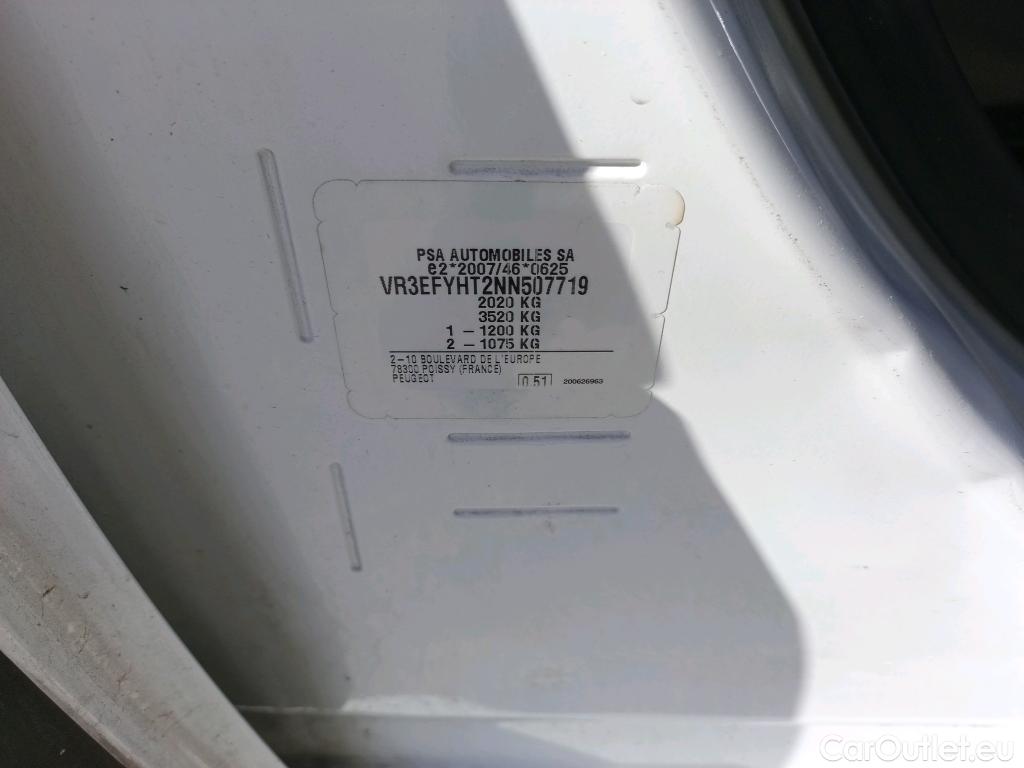 PSA AUTOMOBILES SA
e2*2007/46*0625
VR3EFYHT2NN507719
2020 KG
3520 KG
1 – 1200 KG
2 – 1075 KG
2–10 BOULEVARD DE L'EUROPE
78300 POISSY (FRANCE)
PEUGEOT 0.51 200626963
CarOutlet.eu